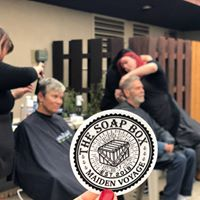 THE SOAP BOX
EST 2018
MAIDEN VOYAGE